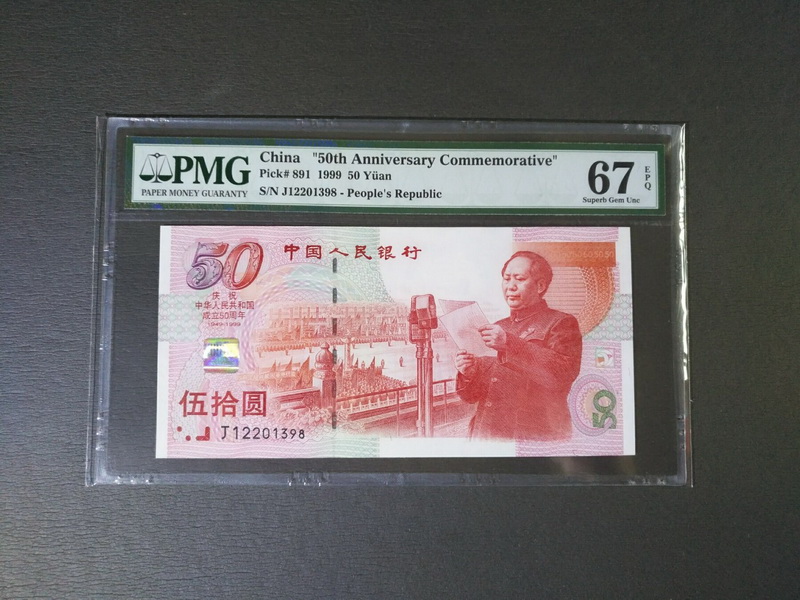 PMG
PAPER MONEY GUARANTY
China "50th Anniversary Commemorative"
Pick# 891 1999 50 Yüan
S/N J12201398 - People's Republic
67
EPQ
Superb Gem Unc
50
中国人民银行
庆祝
中华人民共和国
成立50周年
1949-1999
伍拾圆
J12201398
50